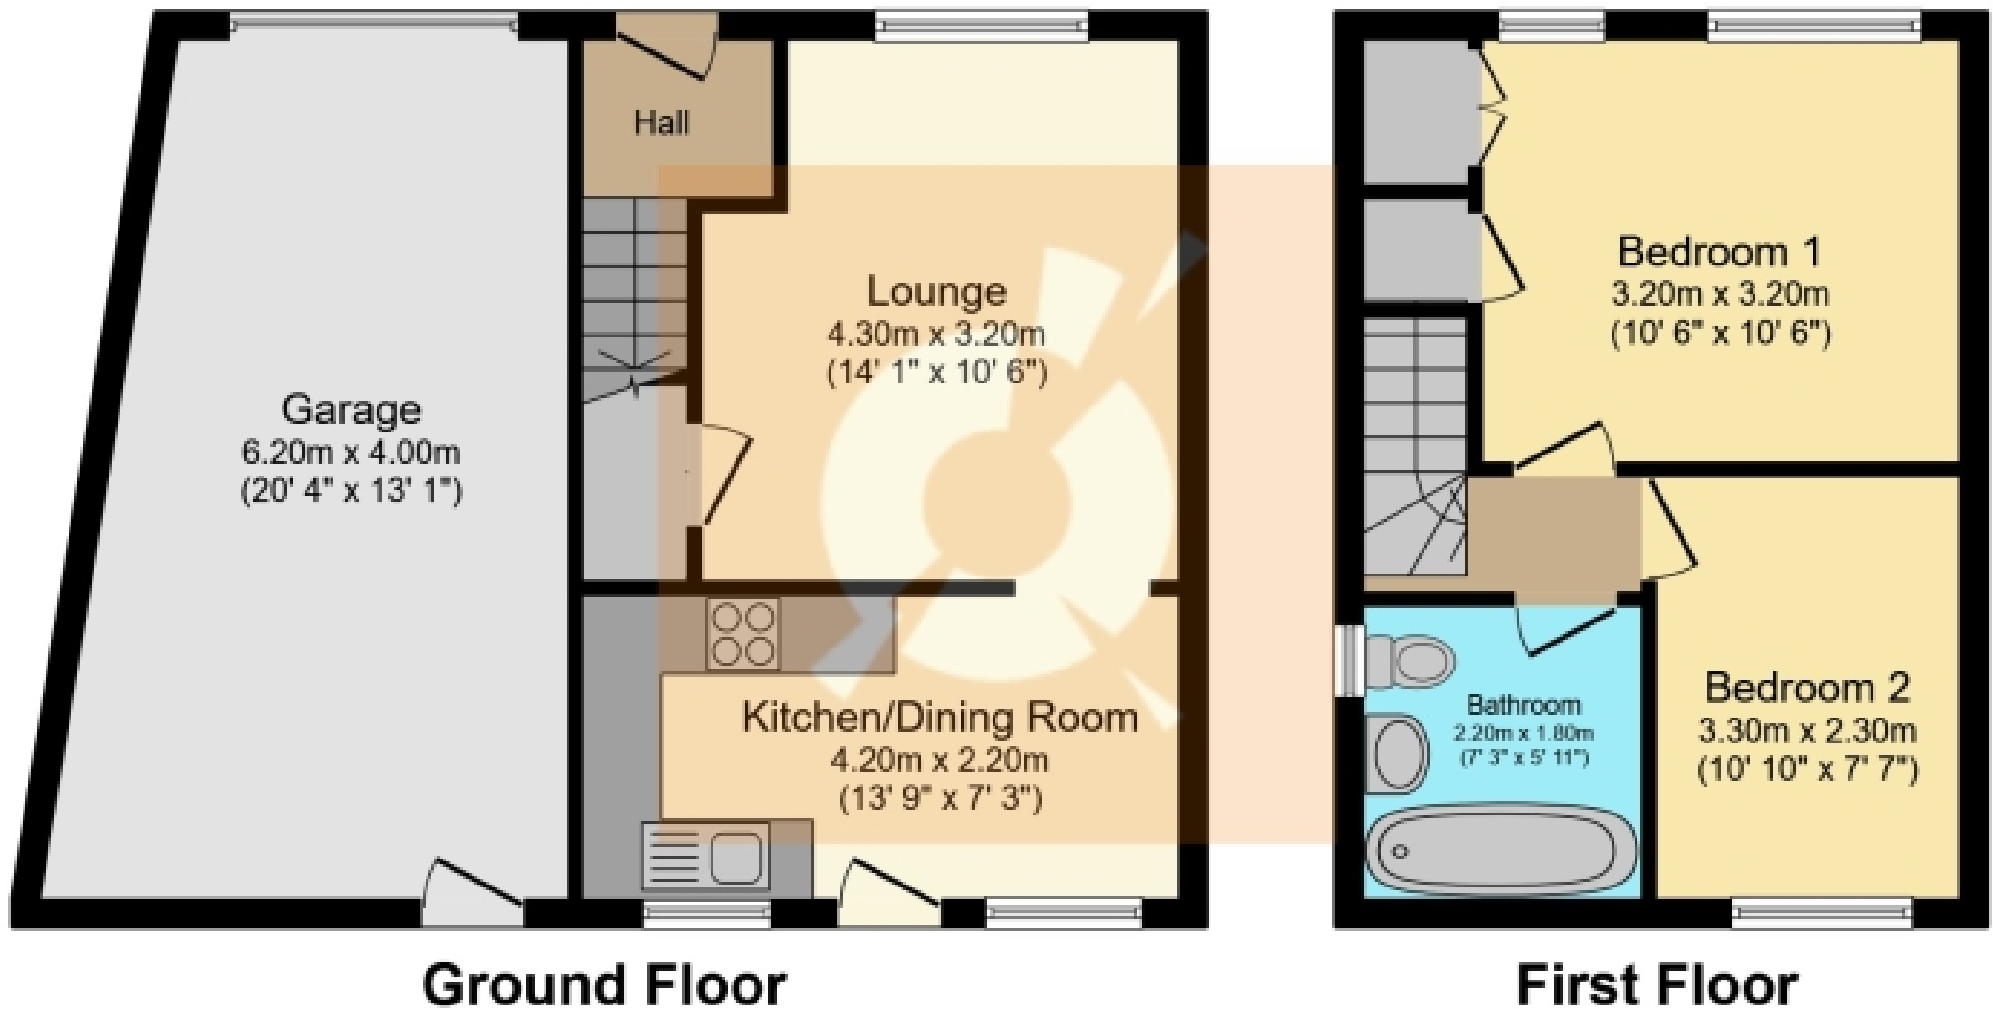 Hall
Lounge
4.30m x 3.20m
(14' 1" x 10' 6")
Garage
6.20m x 4.00m
(20' 4" x 13' 1")
Kitchen/Dining Room
4.20m x 2.20m
(13' 9" x 7' 3")
Ground Floor
Bedroom 1
3.20m x 3.20m
(10' 6" x 10' 6")
Bedroom 2
3.30m x 2.30m
(10' 10" x 7' 7")
Bathroom
2.20m x 1.80m
(7' 3" x 5' 11")
First Floor